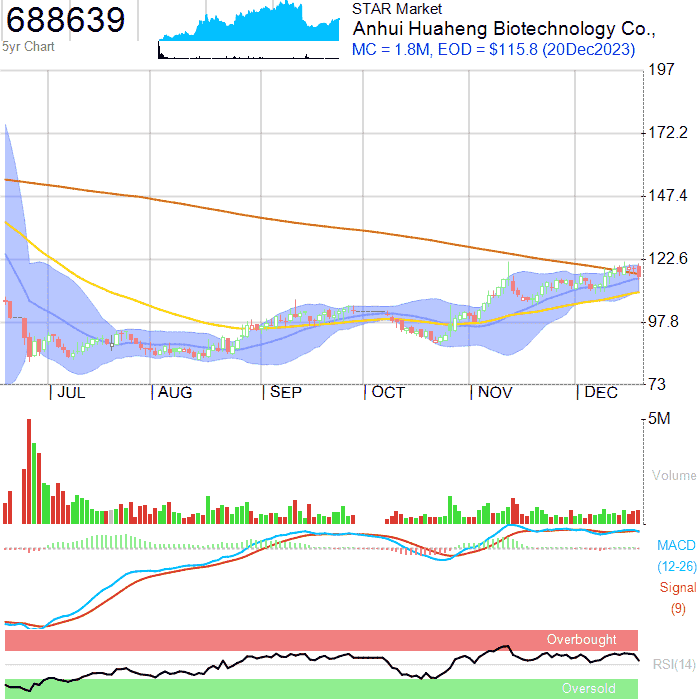 688639
5yr Chart
STAR Market
Anhui Huaheng Biotechnology Co.,
MC = 1.8M, EOD = $115.8 (20Dec2023)
197
172.2
147.4
122.6
97.8
73
JUL AUG SEP OCT NOV DEC
5M
Volume
MACD
(12-26)
Signal
(9)
Overbought
RSI(14)
Oversold